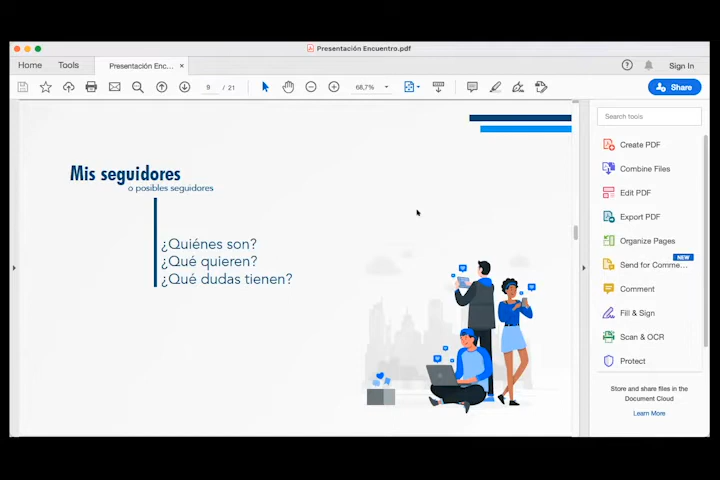 Presentación Encuentro.pdf
Home Tools Presentación Enc... × Sign In
9 / 21 68,7% Share
Mis seguidores
o posibles seguidores
¿Quiénes son?
¿Qué quieren?
¿Qué dudas tienen?
Search tools
Create PDF
Combine Files
Edit PDF
Export PDF
Organize Pages
NEW
Send for Comme...
Comment
Fill & Sign
Scan & OCR
Protect
Store and share files in the
Document Cloud
Learn More